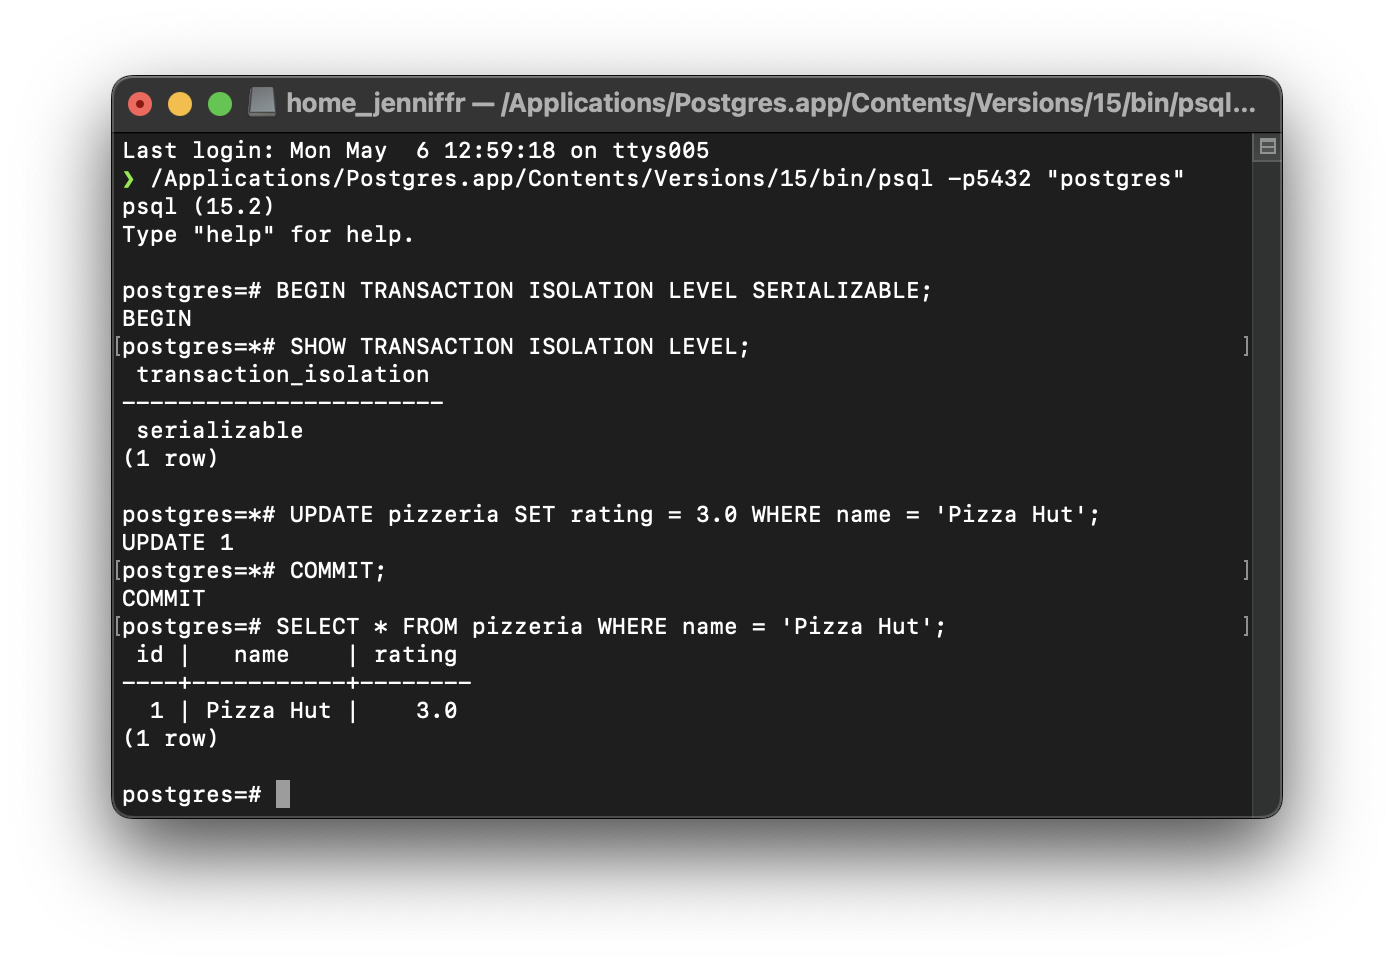 home_jenniffr — /Applications/Postgres.app/Contents/Versions/15/bin/psql...
Last login: Mon May  6 12:59:18 on ttys005
❯ /Applications/Postgres.app/Contents/Versions/15/bin/psql -p5432 "postgres"
psql (15.2)
Type "help" for help.
postgres=# BEGIN TRANSACTION ISOLATION LEVEL SERIALIZABLE;
BEGIN
[postgres=*# SHOW TRANSACTION ISOLATION LEVEL; ]
 transaction_isolation
-----------------------
 serializable
(1 row)
postgres=*# UPDATE pizzeria SET rating = 3.0 WHERE name = 'Pizza Hut';
UPDATE 1
[postgres=*# COMMIT; ]
COMMIT
[postgres=# SELECT * FROM pizzeria WHERE name = 'Pizza Hut'; ]
 id |   name    | rating
----+-----------+--------
  1 | Pizza Hut |    3.0
(1 row)
postgres=#